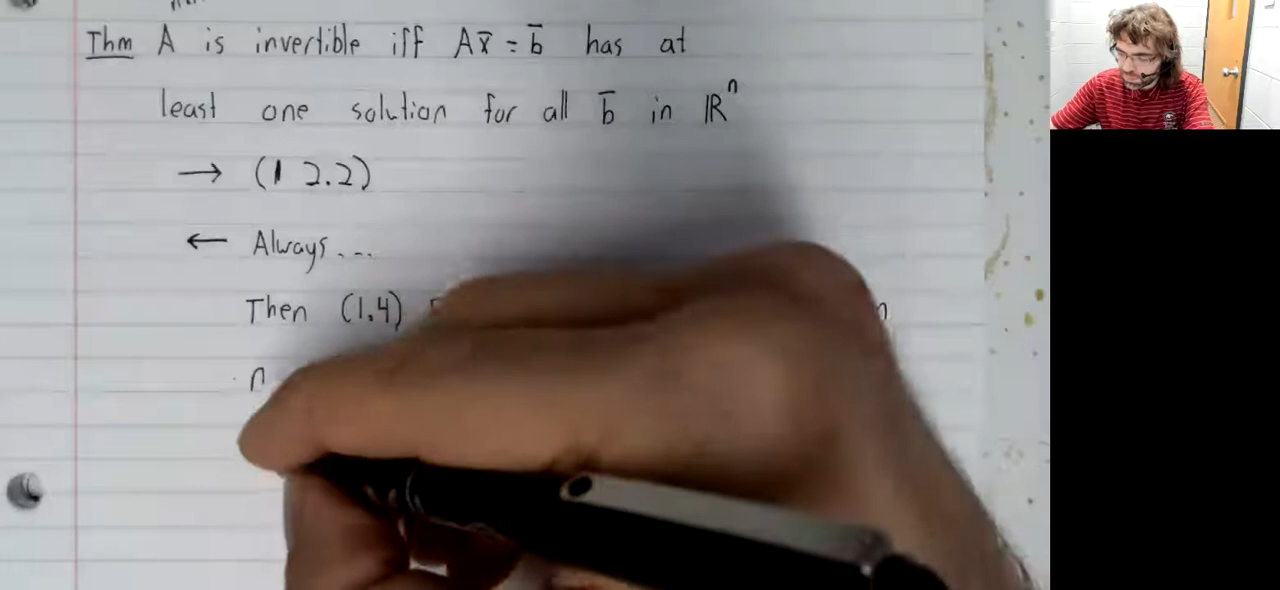 Thm A is invertible iff Ax̄ = b̄ has at
least one solution for all b̄ in ℝⁿ
→ (1 2.2)
← Always....
Then (1.4) n
n